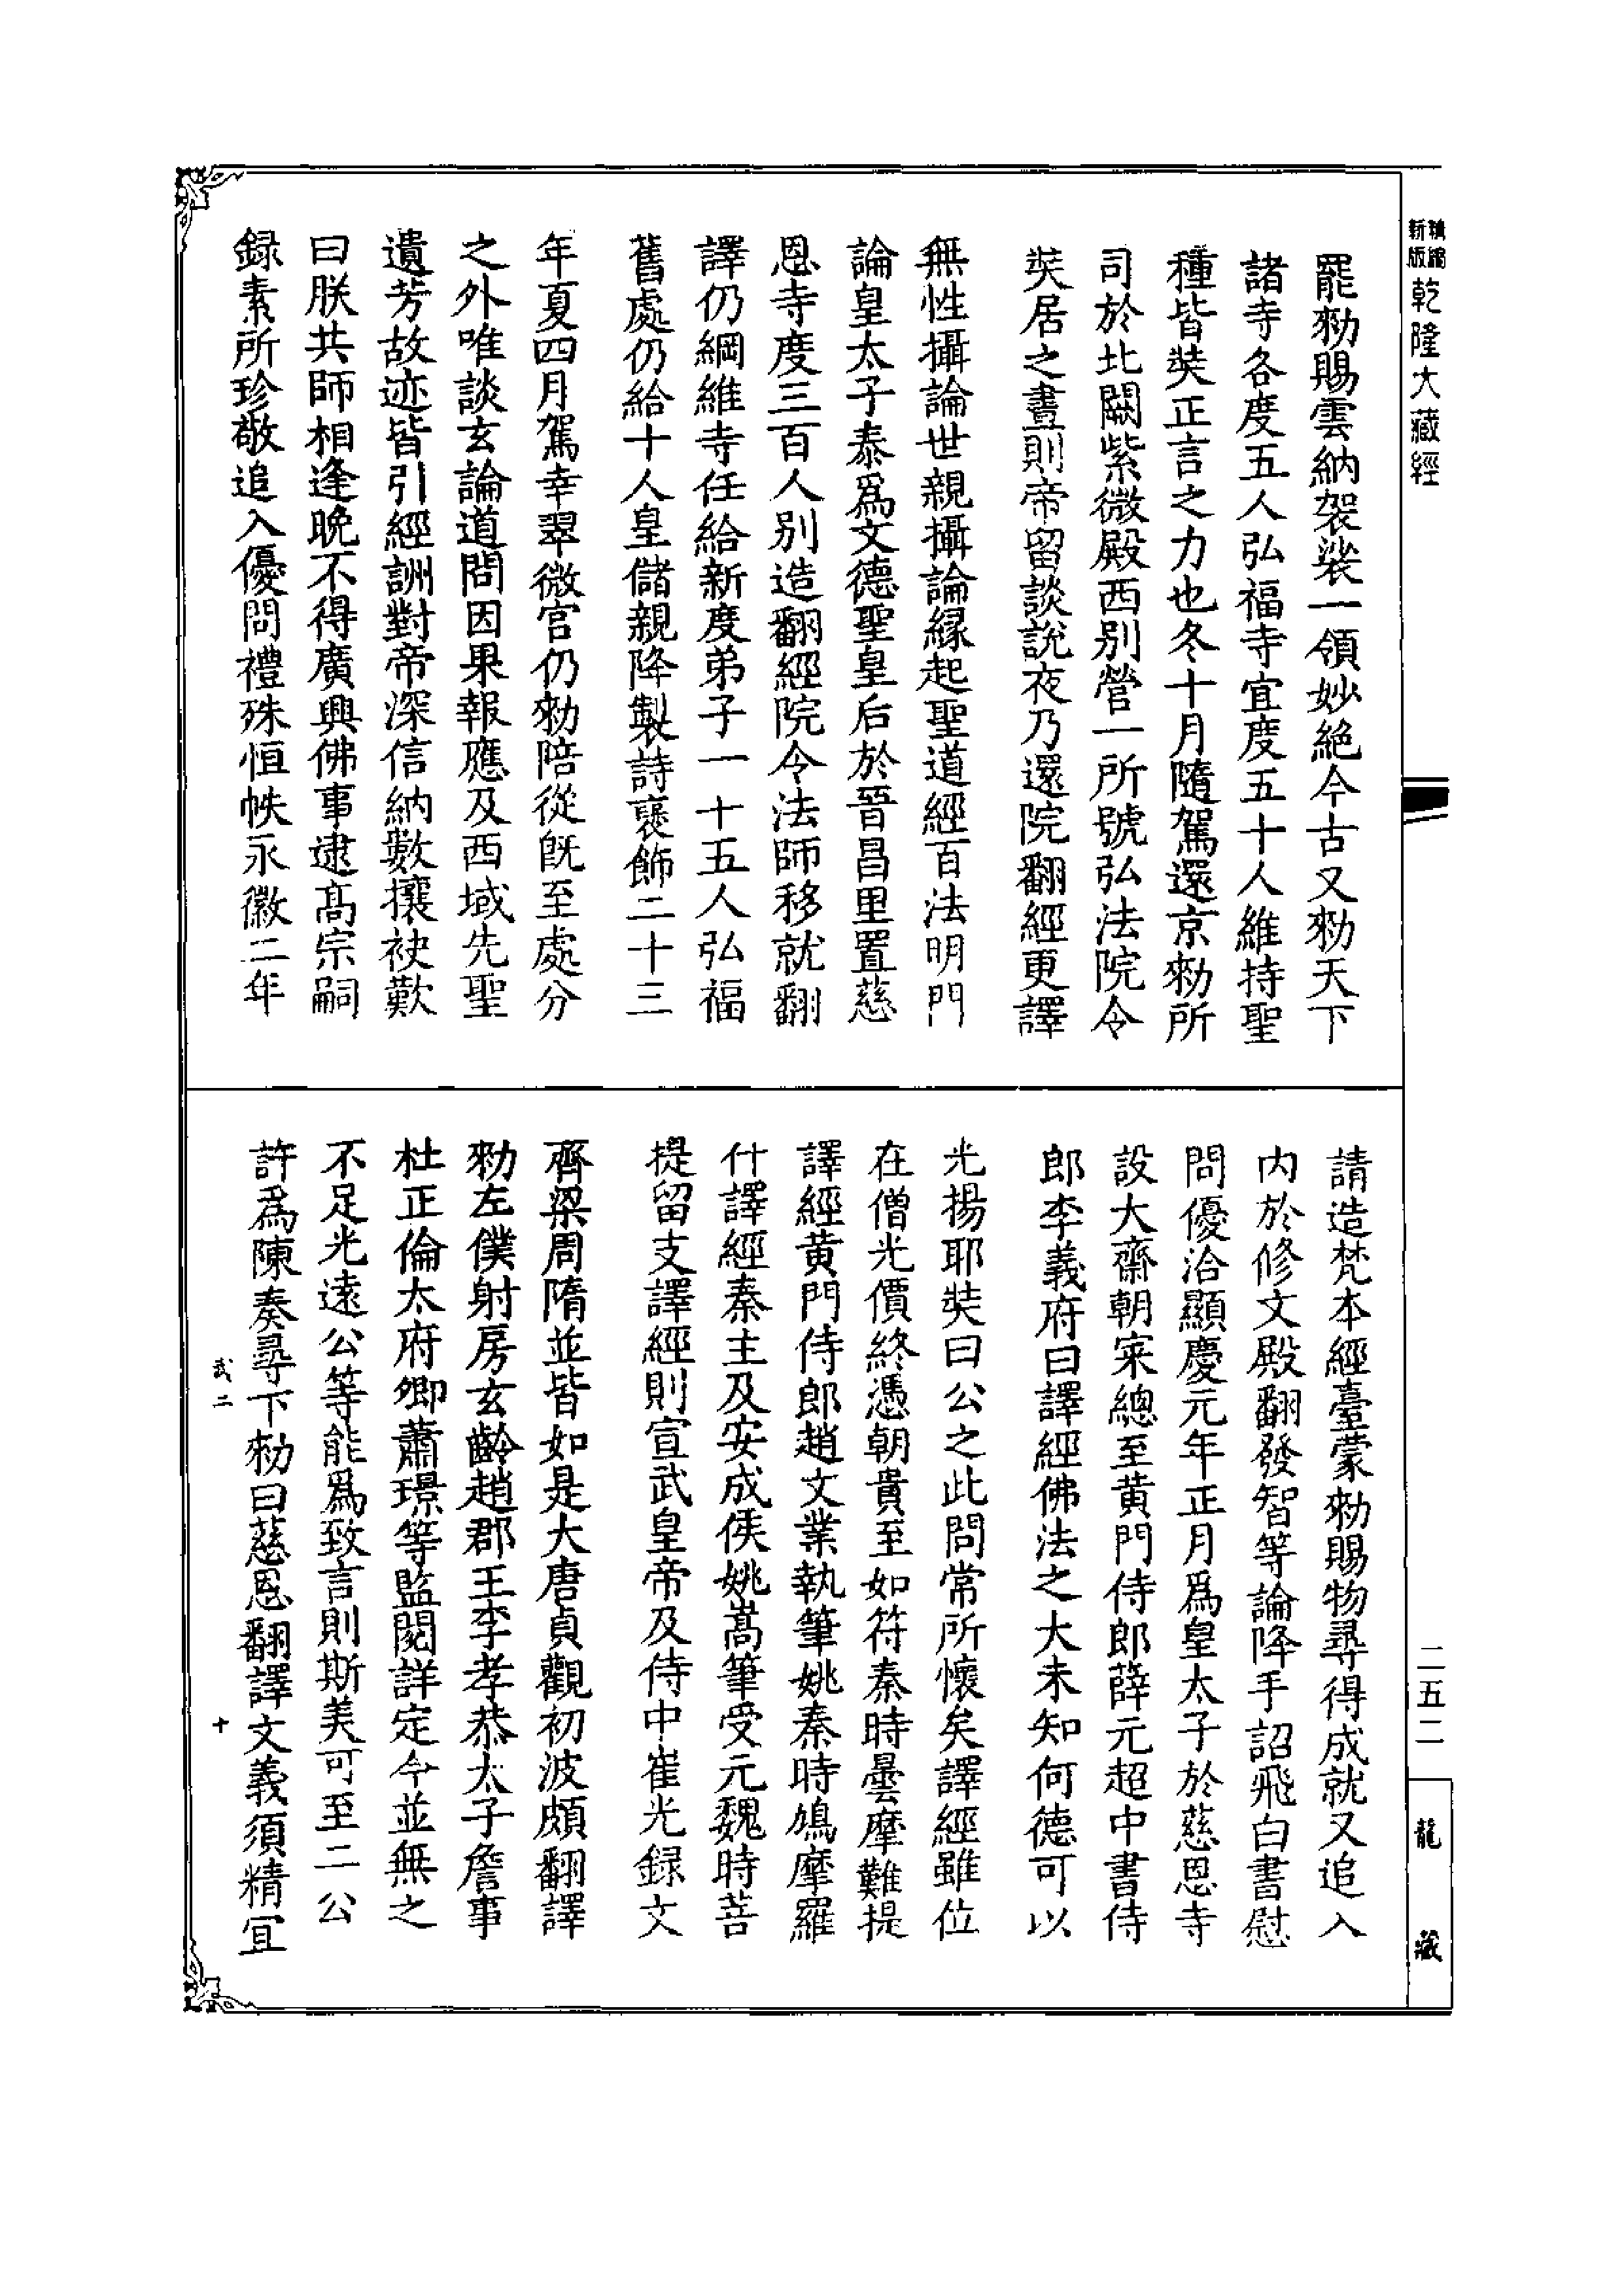 新版精縮
乾隆大藏經
罷勑賜雲納袈裟一領妙絶今古又勑天下
諸寺各度五人弘福寺宜度五十人維持聖
種皆奘正言之力也冬十月隨駕還京勑所
司於北闕紫微殿西別營一所號弘法院令
奘居之晝則帝留談說夜乃還院翻經更譯
無性攝論世親攝論縁起聖道經百法明門
論皇太子泰爲文德聖皇后於晉昌里置慈
恩寺度三百人別造翻經院令法師移就翻
譯仍綱維寺任給新度弟子一十五人弘福
舊處仍給十人皇儲親降製詩襃飾二十三
年夏四月駕幸翠微宫仍勑陪從旣至處分
之外唯談玄論道問因果報應及西域先聖
遺芳故迹皆引經詶對帝深信納數攘袂歎
曰朕共師相逢晚不得廣興佛事逮髙宗嗣
録素所珍敬追入優問禮殊恒帙永徽二年
請造梵本經臺蒙勑賜物尋得成就又追入
内於修文殿翻發智等論降手詔飛白書慰
問優洽顯慶元年正月爲皇太子於慈恩寺
設大齋朝寀總至黄門侍郎薛元超中書侍
郎李義府曰譯經佛法之大未知何德可以
光揚耶奘曰公之此問常所懷矣譯經雖位
在僧光價終憑朝貴至如符秦時曇摩難提
譯經黄門侍郎趙文業執筆姚秦時鳩摩羅
什譯經秦主及安成侯姚嵩筆受元魏時菩
提留支譯經則宣武皇帝及侍中崔光録文
齊梁周隋並皆如是大唐貞觀初波頗翻譯
勑左僕射房玄齡趙郡王李孝恭太子詹事
杜正倫太府卿蕭璟等監閱詳定今並無之
不足光遠公等能爲致言則斯美可至二公
許爲陳奏尋下勑曰慈恩翻譯文義須精宜
武二
十
二五二
龍藏